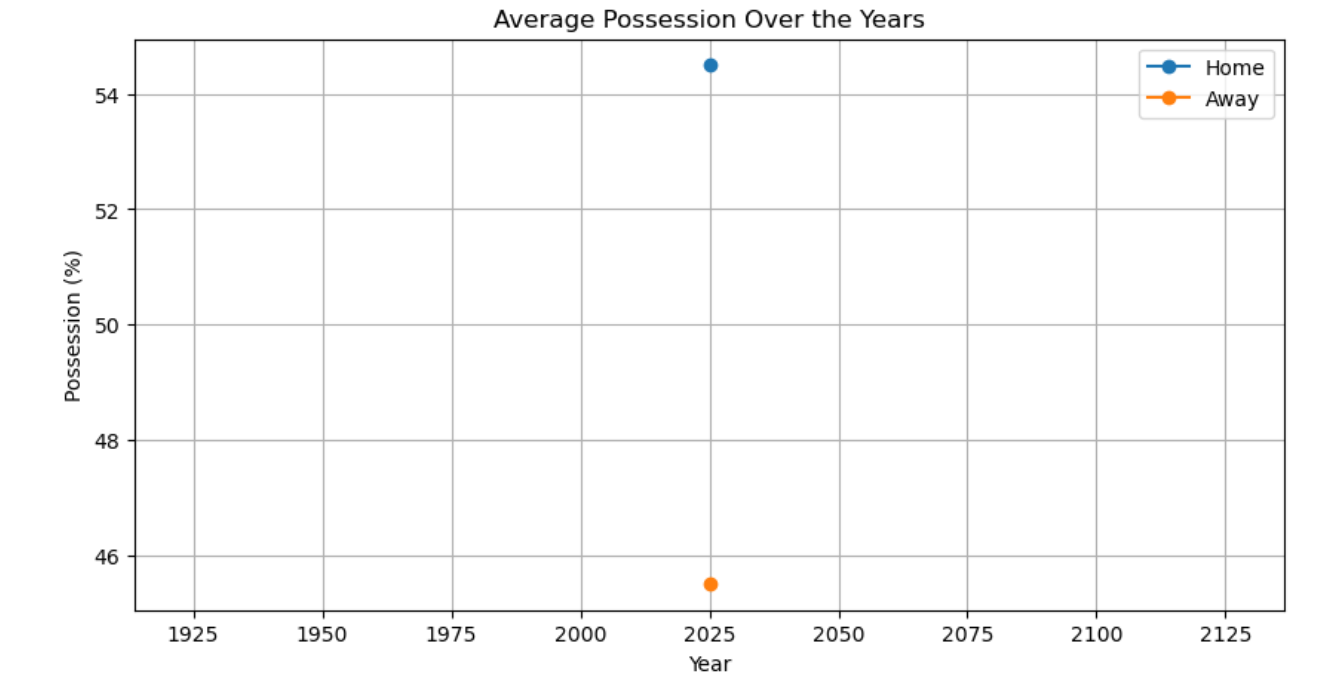 Average Possession Over the Years
Home
Away
54
52
50
48
46
Possession (%)
1925 1950 1975 2000 2025 2050 2075 2100 2125
Year